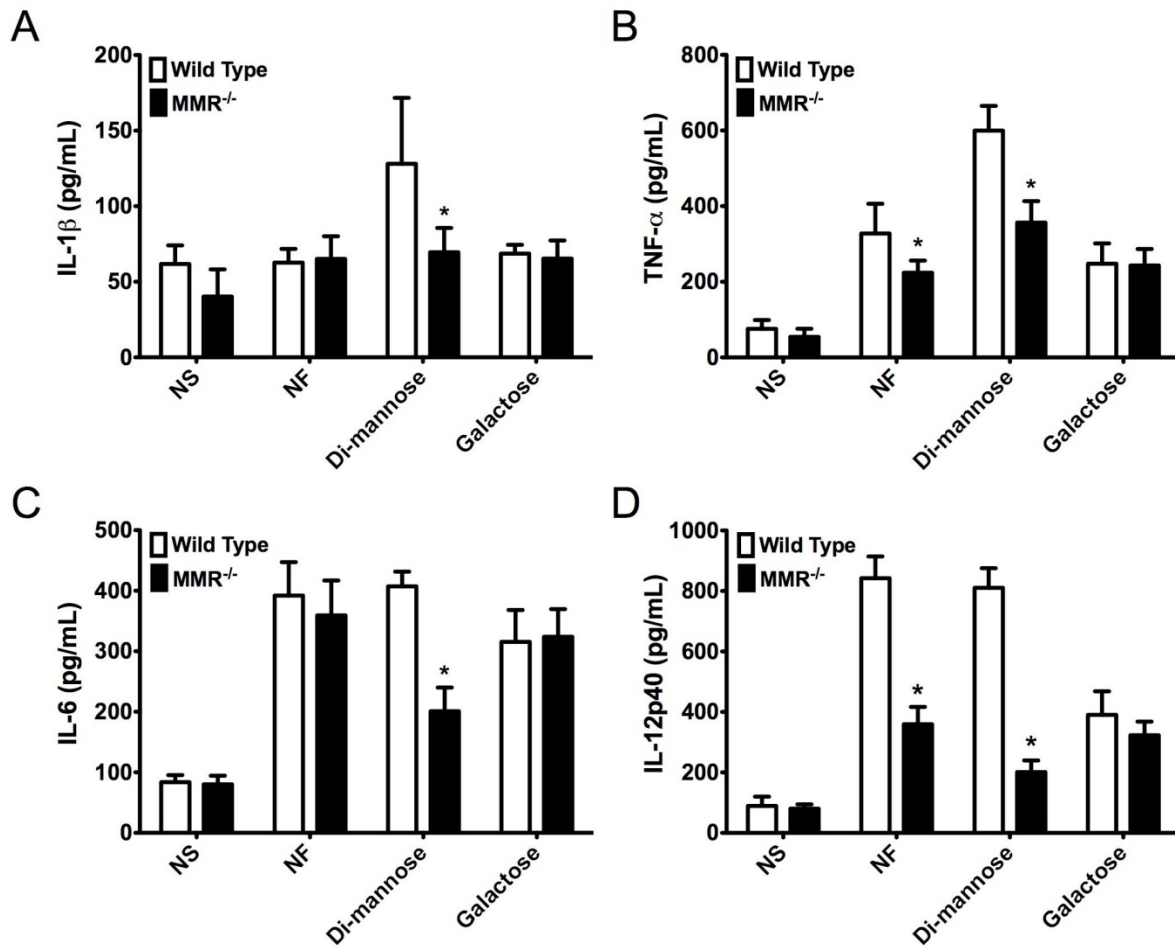 A
IL-1β (pg/mL)
200
150
100
50
0
Wild Type
MMR-/-
NS
NF
Di-mannose
Galactose
*
B
TNF-α (pg/mL)
800
600
400
200
0
Wild Type
MMR-/-
NS
NF
Di-mannose
Galactose
*
*
C
IL-6 (pg/mL)
500
400
300
200
100
0
Wild Type
MMR-/-
NS
NF
Di-mannose
Galactose
*
D
IL-12p40 (pg/mL)
1000
800
600
400
200
0
Wild Type
MMR-/-
NS
NF
Di-mannose
Galactose
*
*